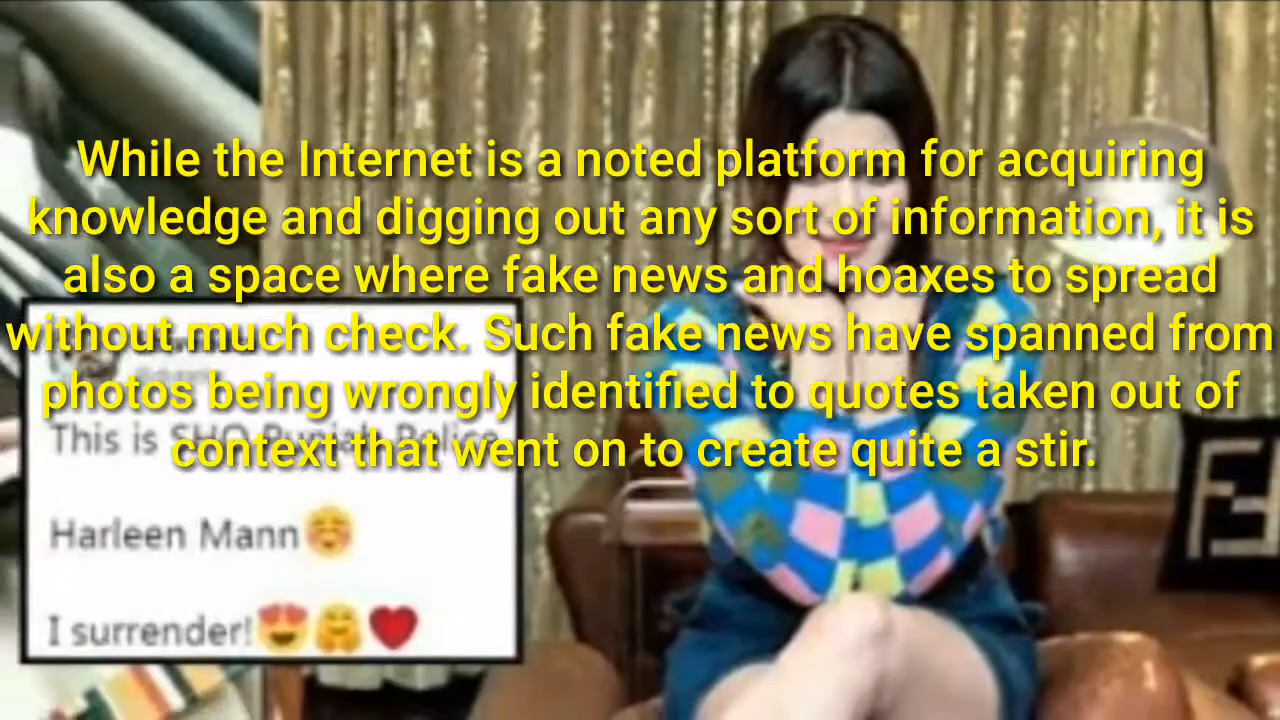 While the Internet is a noted platform for acquiring
knowledge and digging out any sort of information, it is
also a space where fake news and hoaxes to spread
without much check. Such fake news have spanned from
photos being wrongly identified to quotes taken out of
context that went on to create quite a stir.
This is SHO Punjab Police
Harleen Mann☺️
I surrender!😍🤗❤️